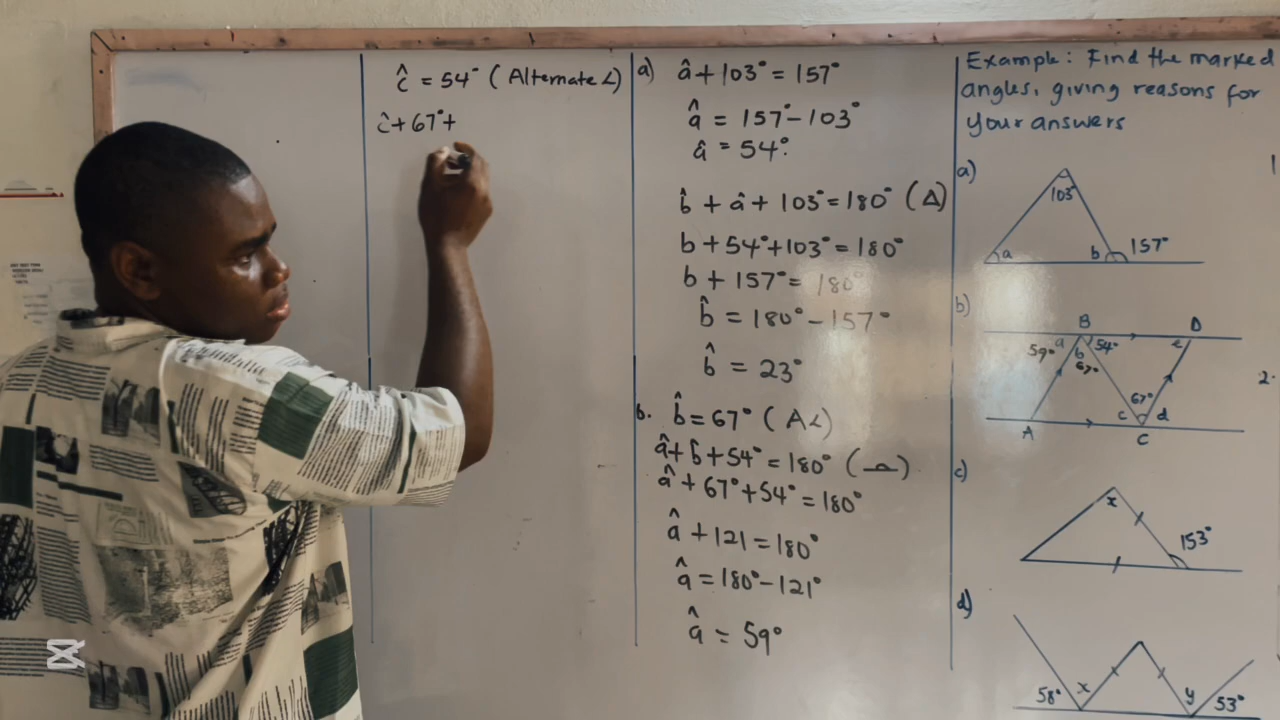 ĉ = 54° (Alternate ∠)
ĉ + 67° +
a) â + 103° = 157°
â = 157° − 103°
â = 54°.
b̂ + â + 103° = 180° (Δ)
b + 54° + 103° = 180°
b + 157° = 180°
b̂ = 180° − 157°
b̂ = 23°
b. b̂ = 67° (A∠)
â + b̂ + 54° = 180°
â + 67° + 54° = 180°
â + 121 = 180°
â = 180° − 121°
â = 59°
Example: Find the marked
angles, giving reasons for
your answers
a)
103°
a b 157°
b)
B D
59° a 54° e
b
67°
67°
c d
A C
c)
x
153°
d)
58° x y 53°
1
2.